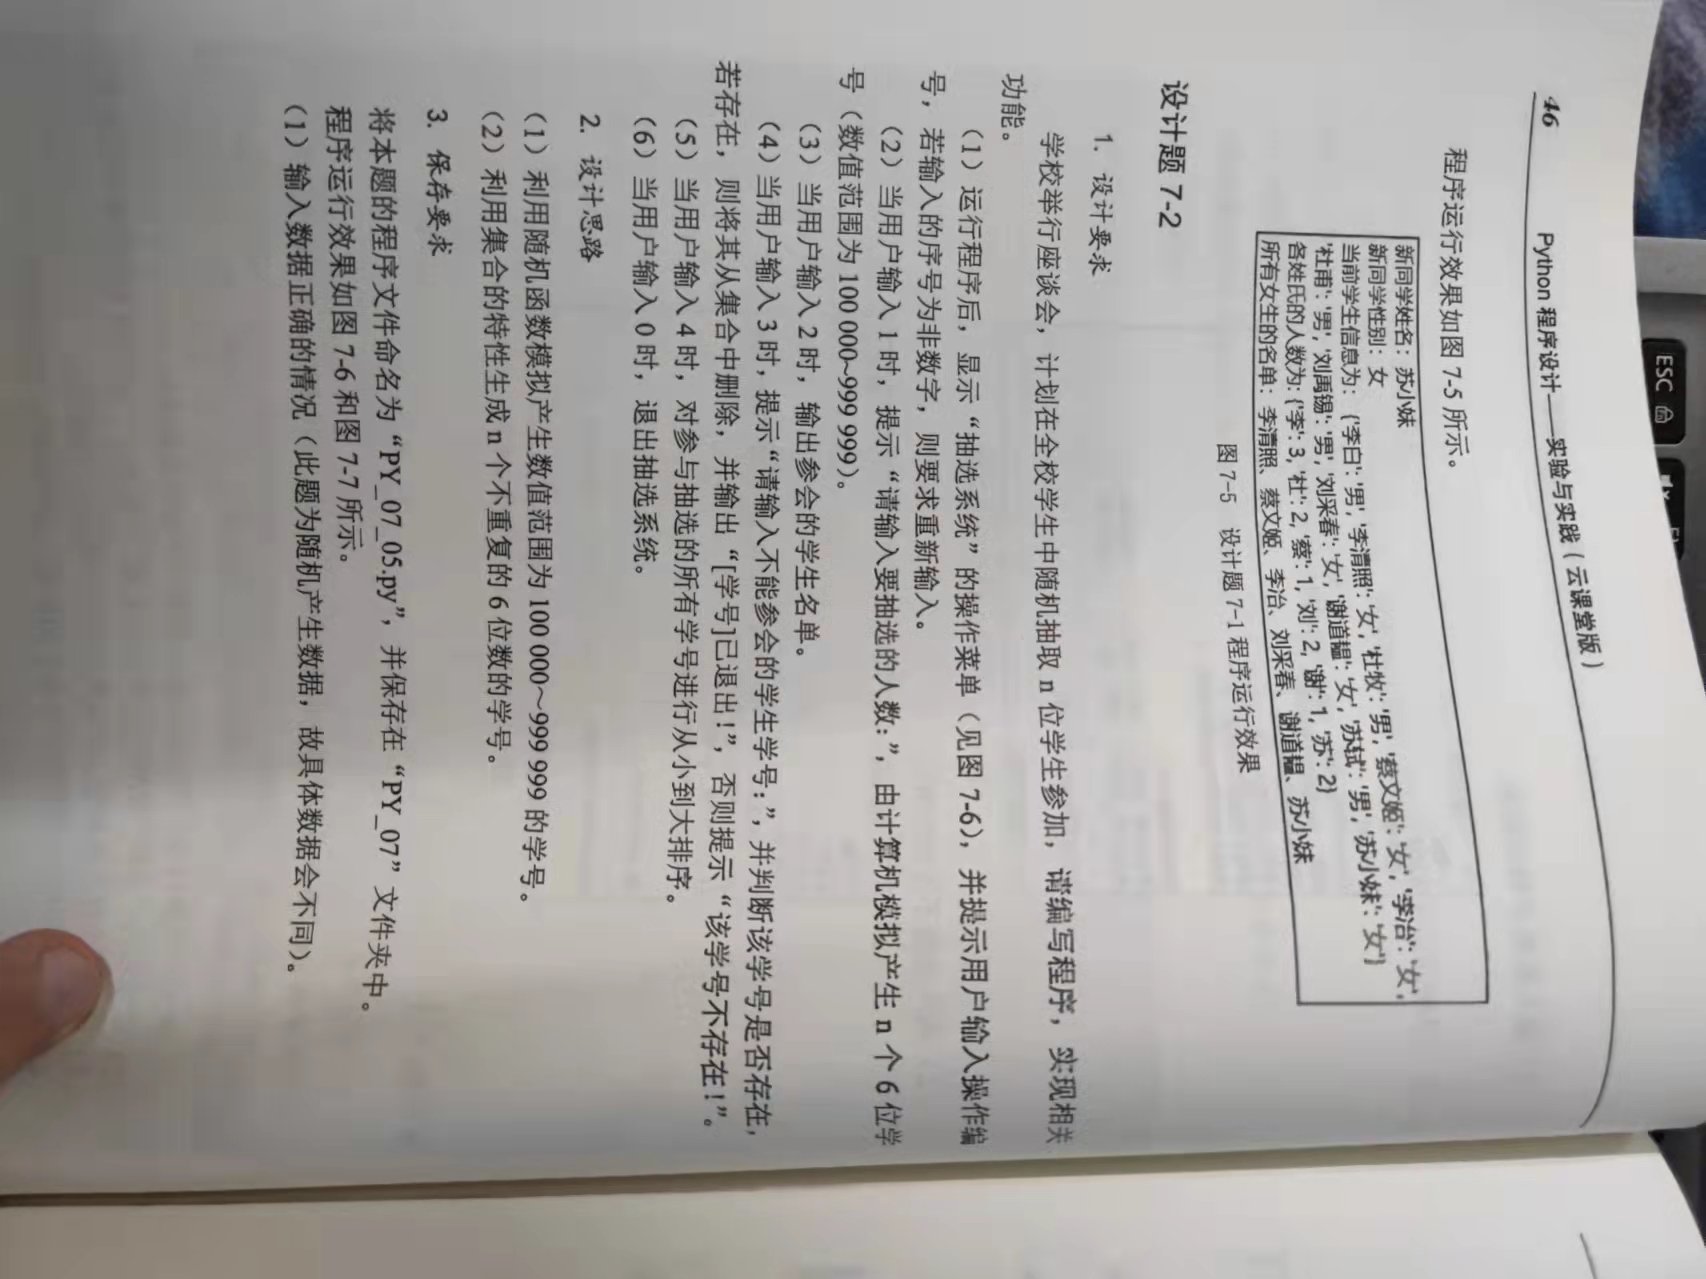 ESC
46
Python 程序设计——实验与实践（云课堂版）
程序运行效果如图 7-5 所示。
新同学姓名：苏小妹
新同学性别：女
当前学生信息为： {'李白': '男', '李清照': '女', '杜牧': '男', '蔡文姬': '女', '李冶': '女',
'杜甫': '男', '刘禹锡': '男', '刘采春': '女', '谢道韫': '女', '苏轼': '男', '苏小妹': '女'}
各姓氏的人数为: {'李': 3, '杜': 2, '蔡': 1, '刘': 2, '谢': 1, '苏': 2}
所有女生的名单：李清照、蔡文姬、李冶、刘采春、谢道韫、苏小妹
图 7-5 设计题 7-1 程序运行效果
设计题 7-2
1. 设计要求
学校举行座谈会，计划在全校学生中随机抽取 n 位学生参加，请编写程序，实现相关
功能。
（1）运行程序后，显示“抽选系统”的操作菜单（见图 7-6），并提示用户输入操作编
号，若输入的序号为非数字，则要求重新输入。
（2）当用户输入 1 时，提示“请输入要抽选的人数：”，由计算机模拟产生 n 个 6 位学
号（数值范围为 100 000~999 999）。
（3）当用户输入 2 时，输出参会的学生名单。
（4）当用户输入 3 时，提示“请输入不能参会的学生学号：”，并判断该学号是否存在，
若存在，则将其从集合中删除，并输出“[学号]已退出！”，否则提示“该学号不存在！”。
（5）当用户输入 4 时，对参与抽选的所有学号进行从小到大排序。
（6）当用户输入 0 时，退出抽选系统。
2. 设计思路
（1）利用随机函数模拟产生数值范围为 100 000～999 999 的学号。
（2）利用集合的特性生成 n 个不重复的 6 位数的学号。
3. 保存要求
将本题的程序文件命名为“PY_07_05.py”，并保存在“PY_07”文件夹中。
程序运行效果如图 7-6 和图 7-7 所示。
（1）输入数据正确的情况（此题为随机产生数据，故具体数据会不同）。